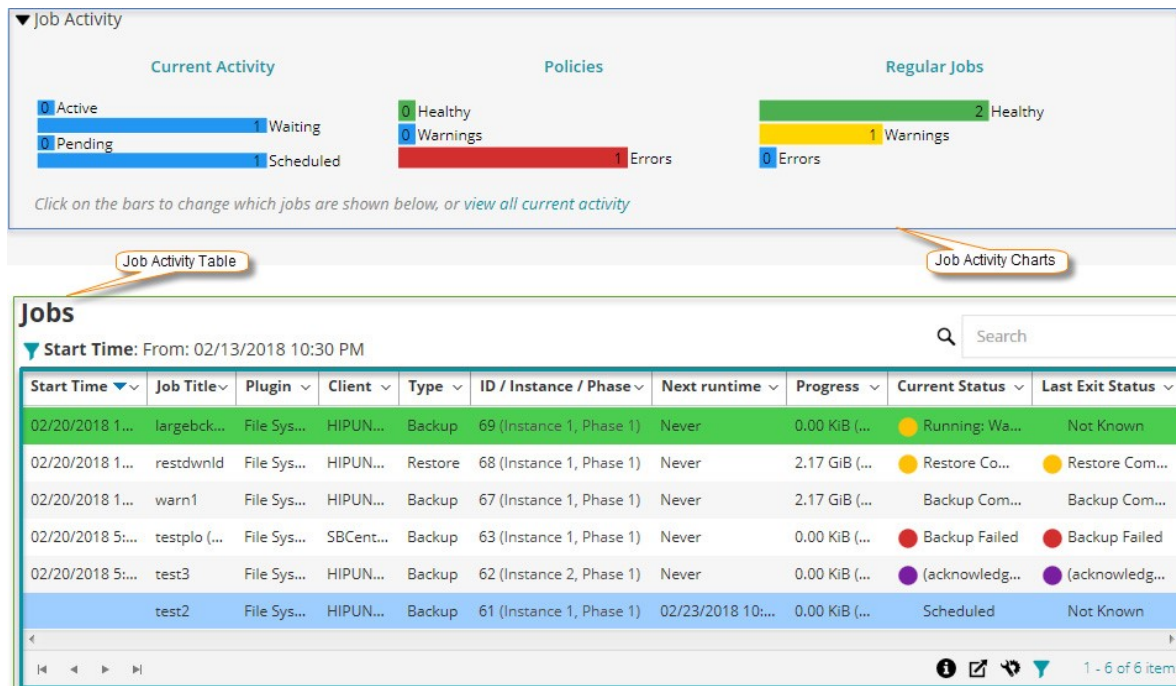 Job Activity
Current Activity
Policies
Regular Jobs
0 Active
1 Waiting
0 Pending
1 Scheduled
0 Healthy
0 Warnings
1 Errors
2 Healthy
1 Warnings
0 Errors
Click on the bars to change which jobs are shown below, or view all current activity
Job Activity Table
Job Activity Charts
Jobs
Search
Start Time: From: 02/13/2018 10:30 PM
Start Time Job Title Plugin Client Type ID / Instance / Phase Next runtime Progress Current Status Last Exit Status
02/20/2018 1... largebck... File Sys... HIPUN... Backup 69 (Instance 1, Phase 1) Never 0.00 KiB (... Running: Wa... Not Known
02/20/2018 1... restdwnld File Sys... HIPUN... Restore 68 (Instance 1, Phase 1) Never 2.17 GiB (... Restore Co... Restore Com...
02/20/2018 1... warn1 File Sys... HIPUN... Backup 67 (Instance 1, Phase 1) Never 2.17 GiB (... Backup Com... Backup Com...
02/20/2018 5:... testplo (... File Sys... SBCent... Backup 63 (Instance 1, Phase 1) Never 0.00 KiB (... Backup Failed Backup Failed
02/20/2018 5:... test3 File Sys... HIPUN... Backup 62 (Instance 2, Phase 1) Never 0.00 KiB (... (acknowledg... (acknowledg...
test2 File Sys... HIPUN... Backup 61 (Instance 1, Phase 1) 02/23/2018 10:... 0.00 KiB (... Scheduled Not Known
1 - 6 of 6 item